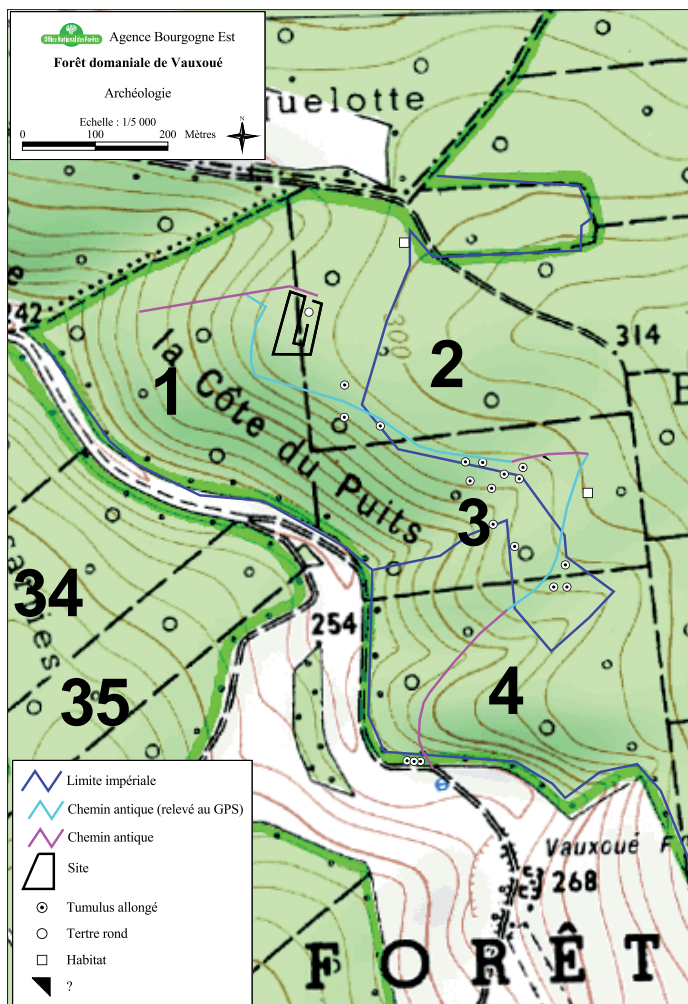 Office National des Forêts
Agence Bourgogne Est
Forêt domaniale de Vauxoué
Archéologie
Echelle : 1/5 000
0 100 200 Mètres
N
uelotte
42
314
300
2
1
la Côte du Puits
3
34
254
35
4
Vauxoué F
268
FORÊT
Limite impériale
Chemin antique (relevé au GPS)
Chemin antique
Site
Tumulus allongé
Tertre rond
Habitat
?